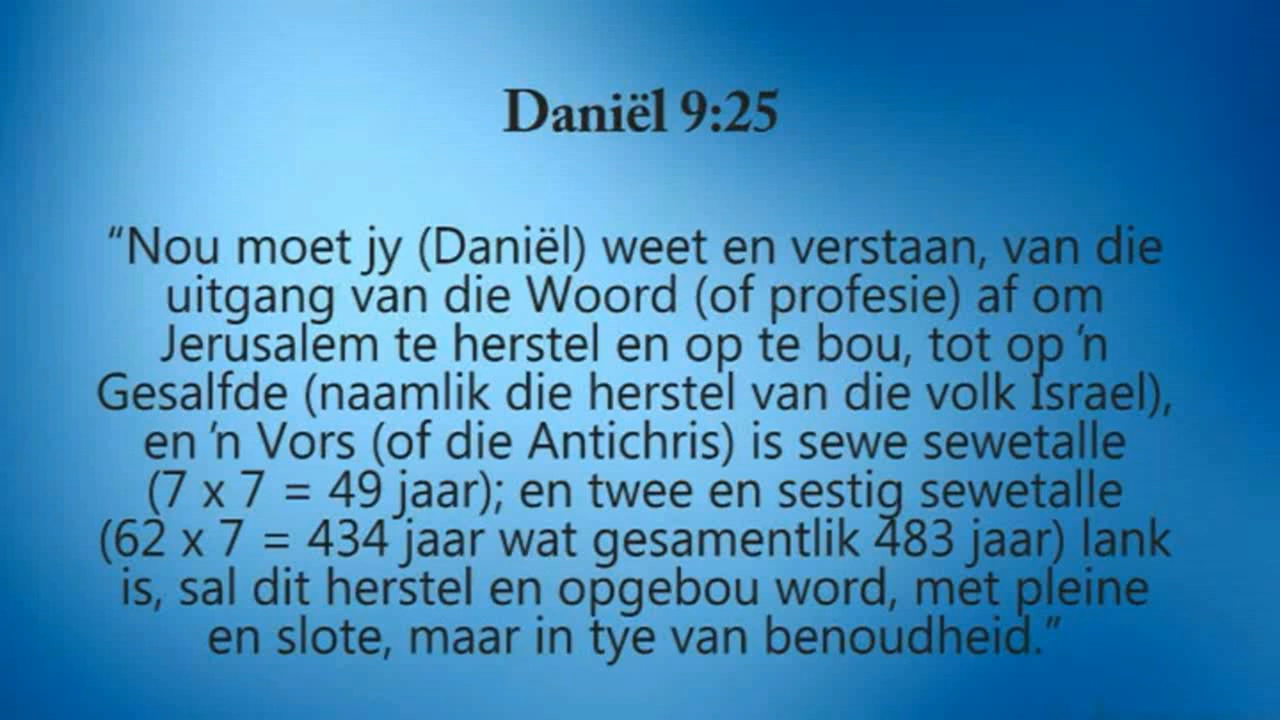 Daniël 9:25
“Nou moet jy (Daniël) weet en verstaan, van die
uitgang van die Woord (of profesie) af om
Jerusalem te herstel en op te bou, tot op ’n
Gesalfde (naamlik die herstel van die volk Israel),
en ’n Vors (of die Antichris) is sewe sewetalle
(7 x 7 = 49 jaar); en twee en sestig sewetalle
(62 x 7 = 434 jaar wat gesamentlik 483 jaar) lank
is, sal dit herstel en opgebou word, met pleine
en slote, maar in tye van benoudheid.”